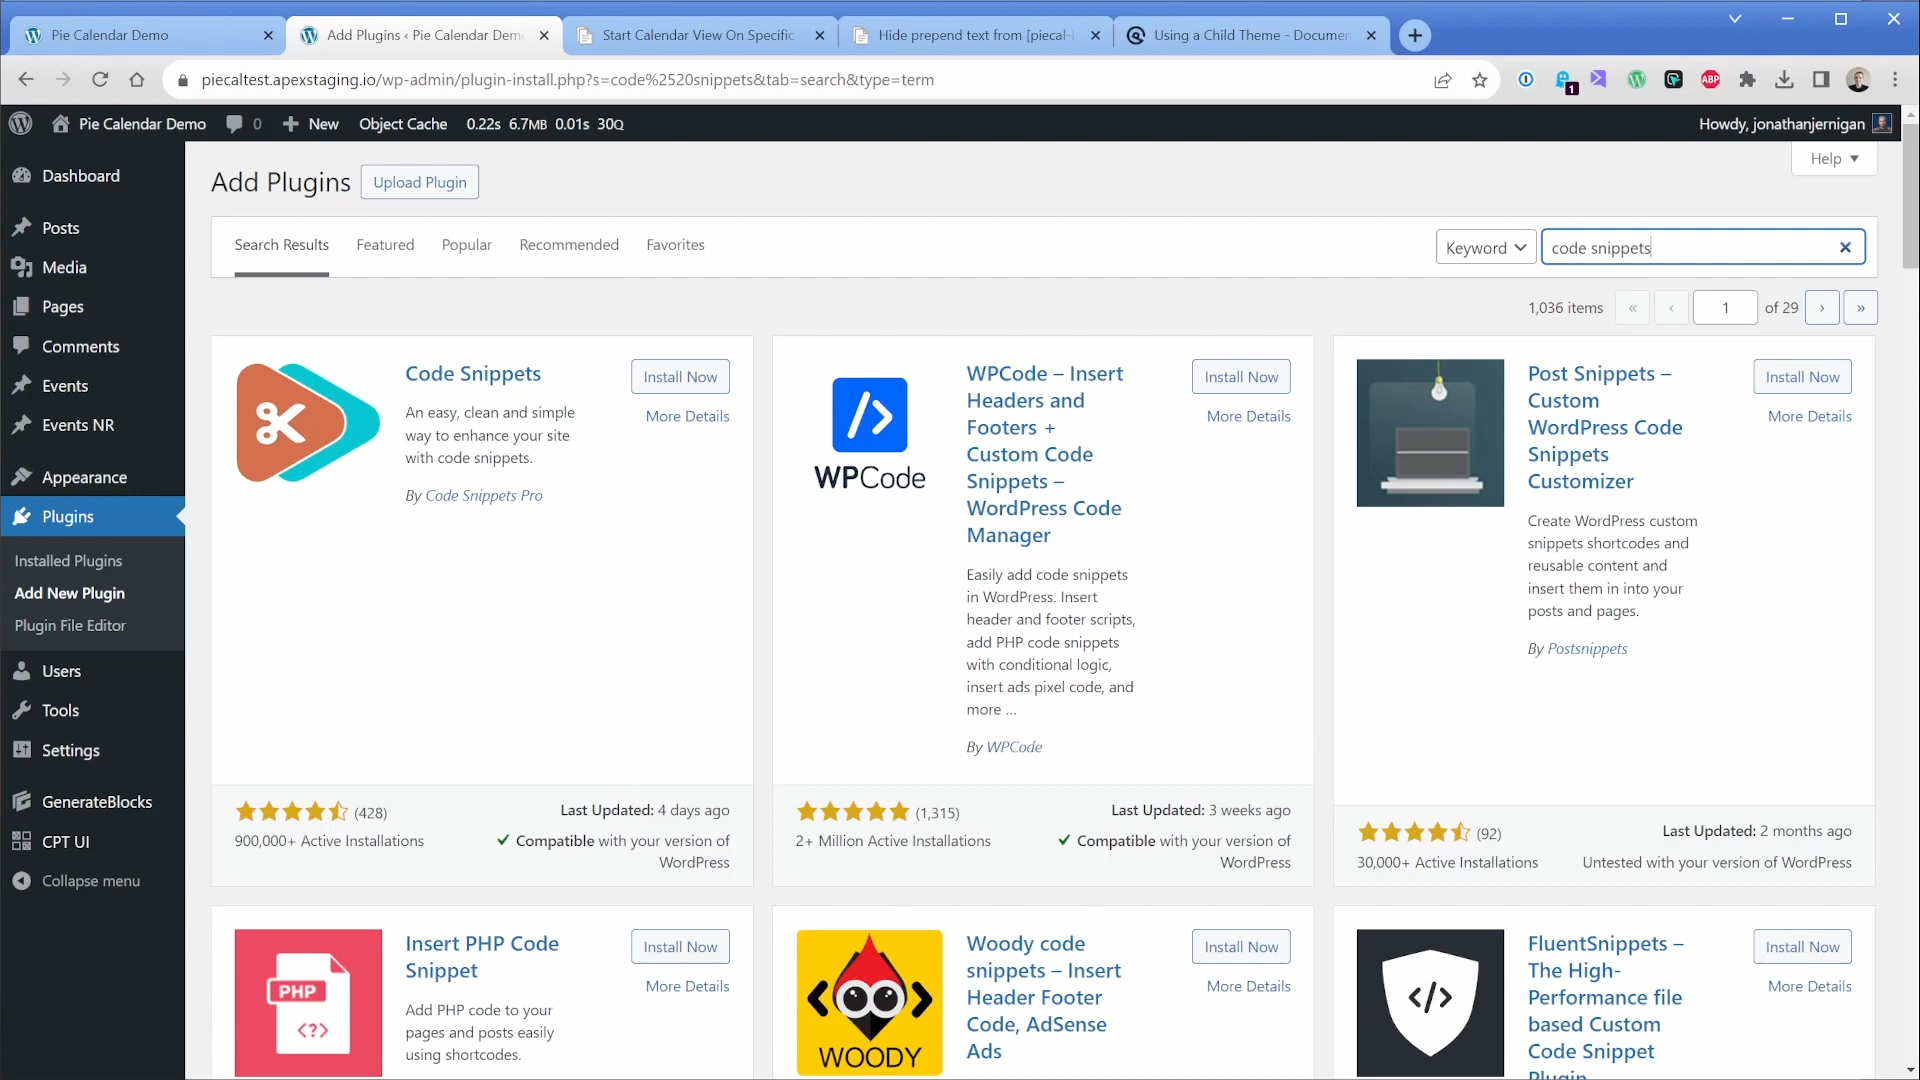 Pie Calendar Demo
Add Plugins ‹ Pie Calendar Dem
Start Calendar View On Specific
Hide prepend text from [piecal-i
Using a Child Theme - Documen
piecaltest.apexstaging.io/wp-admin/plugin-install.php?s=code%2520snippets&tab=search&type=term
1
ABP
Pie Calendar Demo
0
New
Object Cache
0.22s 6.7MB 0.01s 30Q
Howdy, jonathanjernigan
Dashboard
Posts
Media
Pages
Comments
Events
Events NR
Appearance
Plugins
Installed Plugins
Add New Plugin
Plugin File Editor
Users
Tools
Settings
GenerateBlocks
CPT UI
Collapse menu
Help
Add Plugins
Upload Plugin
Search Results
Featured
Popular
Recommended
Favorites
Keyword
code snippets
1,036 items
«
‹
1
of 29
›
»
Code Snippets
Install Now
More Details
An easy, clean and simple
way to enhance your site
with code snippets.
By Code Snippets Pro
(428)
900,000+ Active Installations
Last Updated: 4 days ago
Compatible with your version of
WordPress
WPCode
WPCode – Insert
Headers and
Footers +
Custom Code
Snippets –
WordPress Code
Manager
Install Now
More Details
Easily add code snippets
in WordPress. Insert
header and footer scripts,
add PHP code snippets
with conditional logic,
insert ads pixel code, and
more ...
By WPCode
(1,315)
2+ Million Active Installations
Last Updated: 3 weeks ago
Compatible with your version of
WordPress
Post Snippets –
Custom
WordPress Code
Snippets
Customizer
Install Now
More Details
Create WordPress custom
snippets shortcodes and
reusable content and
insert them in into your
posts and pages.
By Postsnippets
(92)
30,000+ Active Installations
Last Updated: 2 months ago
Untested with your version of WordPress
PHP
<?>
Insert PHP Code
Snippet
Install Now
More Details
Add PHP code to your
pages and posts easily
using shortcodes.
WOODY
Woody code
snippets – Insert
Header Footer
Code, AdSense
Ads
Install Now
More Details
</>
FluentSnippets –
The High-
Performance file
based Custom
Code Snippet
Plugin
Install Now
More Details